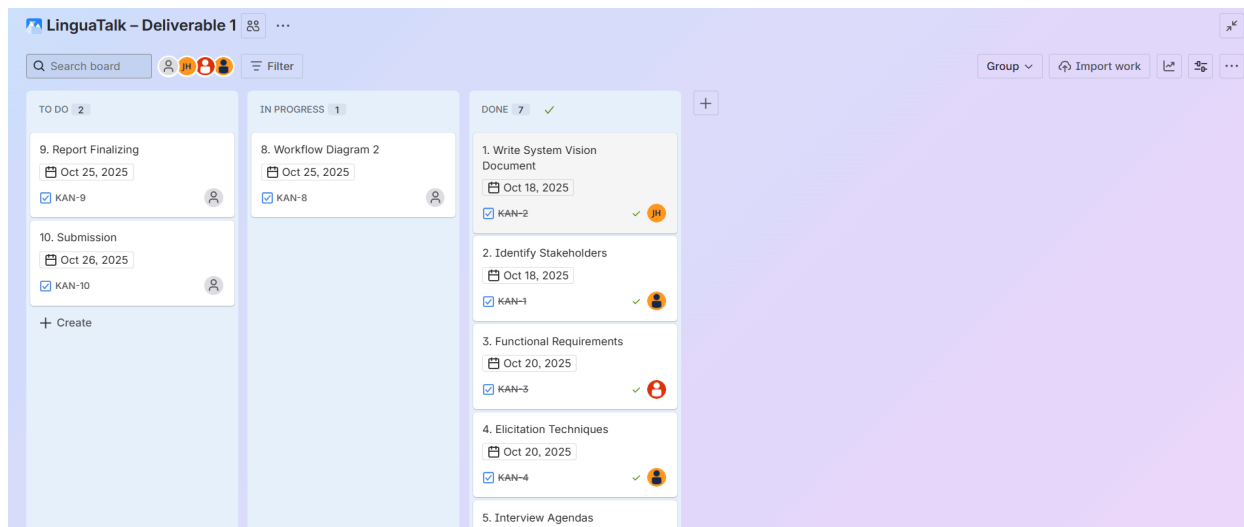 LinguaTalk – Deliverable 1
Search board
JH
Filter
Group
Import work
TO DO 2
9. Report Finalizing
Oct 25, 2025
KAN-9
10. Submission
Oct 26, 2025
KAN-10
Create
IN PROGRESS 1
8. Workflow Diagram 2
Oct 25, 2025
KAN-8
DONE 7
1. Write System Vision
Document
Oct 18, 2025
KAN-2
JH
2. Identify Stakeholders
Oct 18, 2025
KAN-1
3. Functional Requirements
Oct 20, 2025
KAN-3
4. Elicitation Techniques
Oct 20, 2025
KAN-4
5. Interview Agendas